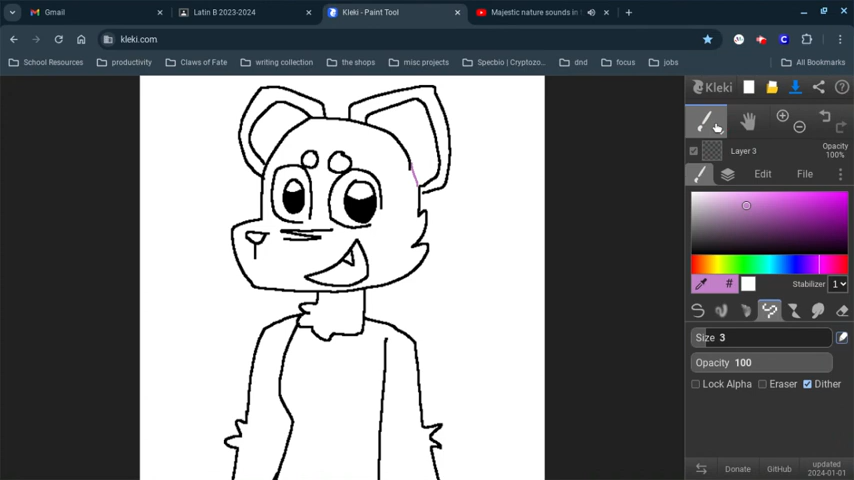 Gmail
Latin B 2023-2024
Kleki - Paint Tool
Majestic nature sounds in
kleki.com
School Resources
productivity
Claws of Fate
writing collection
the shops
misc projects
Specbio | Cryptozo...
dnd
focus
jobs
All Bookmarks
Kleki
Layer 3
Opacity
100%
Edit
File
#
Stabilizer 1
Size 3
Opacity 100
Lock Alpha
Eraser
Dither
Donate
GitHub
updated
2024-01-01